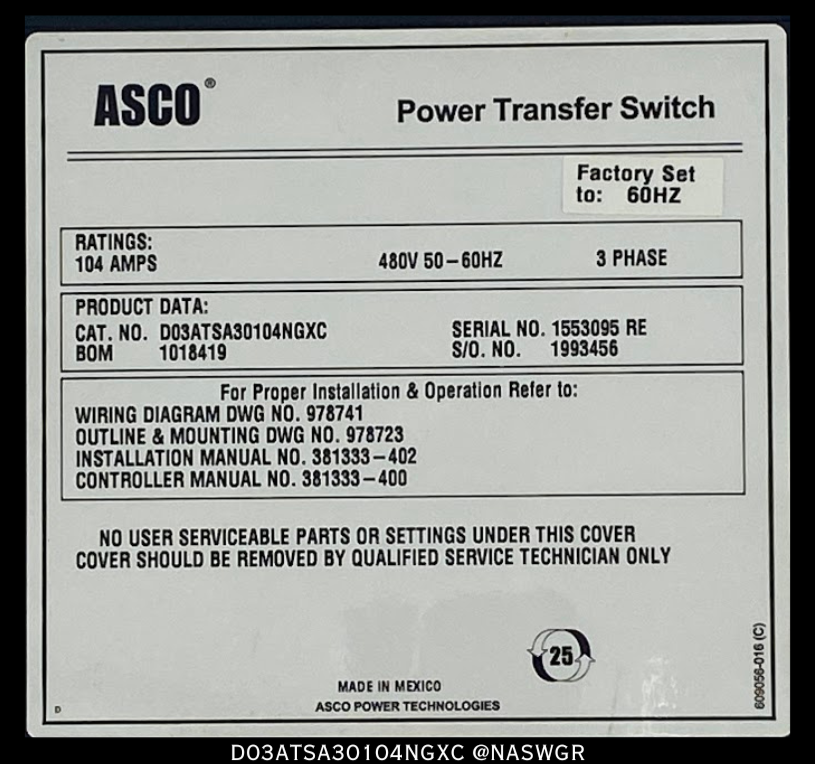 ASCO®
Power Transfer Switch
Factory Set
to: 60HZ
RATINGS:
104 AMPS 480V 50–60HZ 3 PHASE
PRODUCT DATA:
CAT. NO. D03ATSA30104NGXC SERIAL NO. 1553095 RE
BOM 1018419 S/O. NO. 1993456
For Proper Installation & Operation Refer to:
WIRING DIAGRAM DWG NO. 978741
OUTLINE & MOUNTING DWG NO. 978723
INSTALLATION MANUAL NO. 381333–402
CONTROLLER MANUAL NO. 381333–400
NO USER SERVICEABLE PARTS OR SETTINGS UNDER THIS COVER
COVER SHOULD BE REMOVED BY QUALIFIED SERVICE TECHNICIAN ONLY
25
MADE IN MEXICO
ASCO POWER TECHNOLOGIES
D
609056-016 (C)
D03ATSA30104NGXC @NASWGR